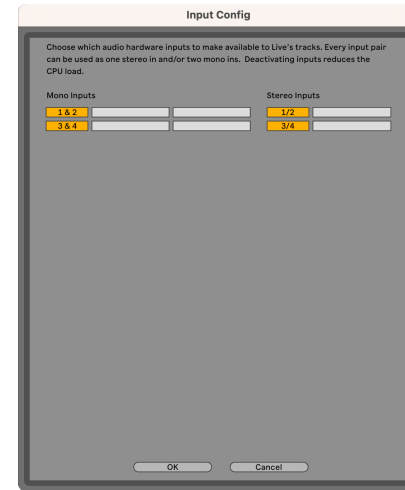 Input Config
Choose which audio hardware inputs to make available to Live's tracks. Every input pair
can be used as one stereo in and/or two mono ins. Deactivating inputs reduces the
CPU load.
Mono Inputs Stereo Inputs
1 & 2 1/2
3 & 4 3/4
OK Cancel